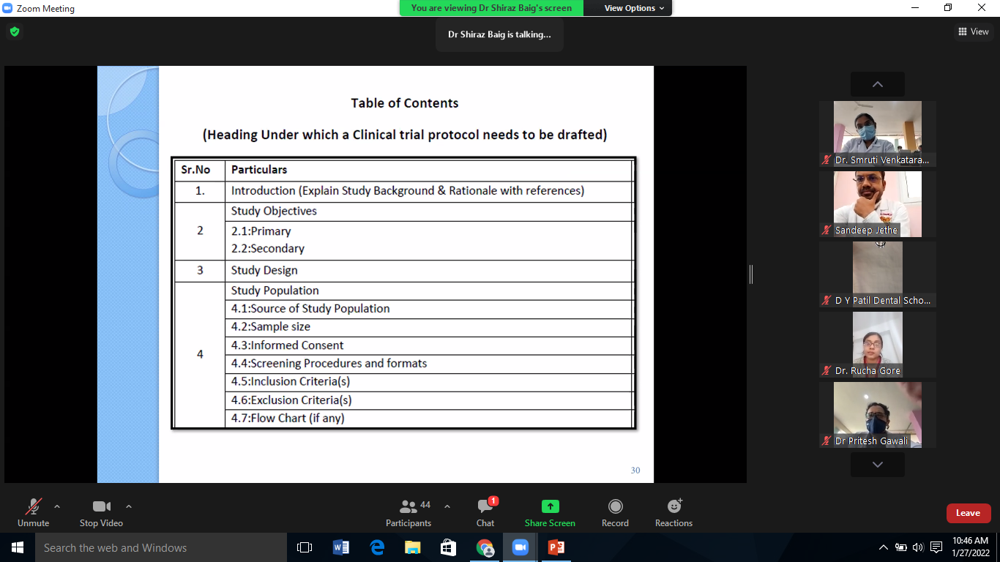 Zoom Meeting
You are viewing Dr Shiraz Baig's screen
View Options
Dr Shiraz Baig is talking...
View
Table of Contents
(Heading Under which a Clinical trial protocol needs to be drafted)
Sr.No Particulars
1. Introduction (Explain Study Background & Rationale with references)
2 Study Objectives
2.1:Primary
2.2:Secondary
3 Study Design
4 Study Population
4.1:Source of Study Population
4.2:Sample size
4.3:Informed Consent
4.4:Screening Procedures and formats
4.5:Inclusion Criteria(s)
4.6:Exclusion Criteria(s)
4.7:Flow Chart (if any)
30
Dr. Smruti Venkatara...
Sandeep Jethe
D Y Patil Dental Scho...
Dr. Rucha Gore
Dr Pritesh Gawali
Unmute
Stop Video
44
Participants
1
Chat
Share Screen
Record
Reactions
Leave
Search the web and Windows
10:46 AM
1/27/2022